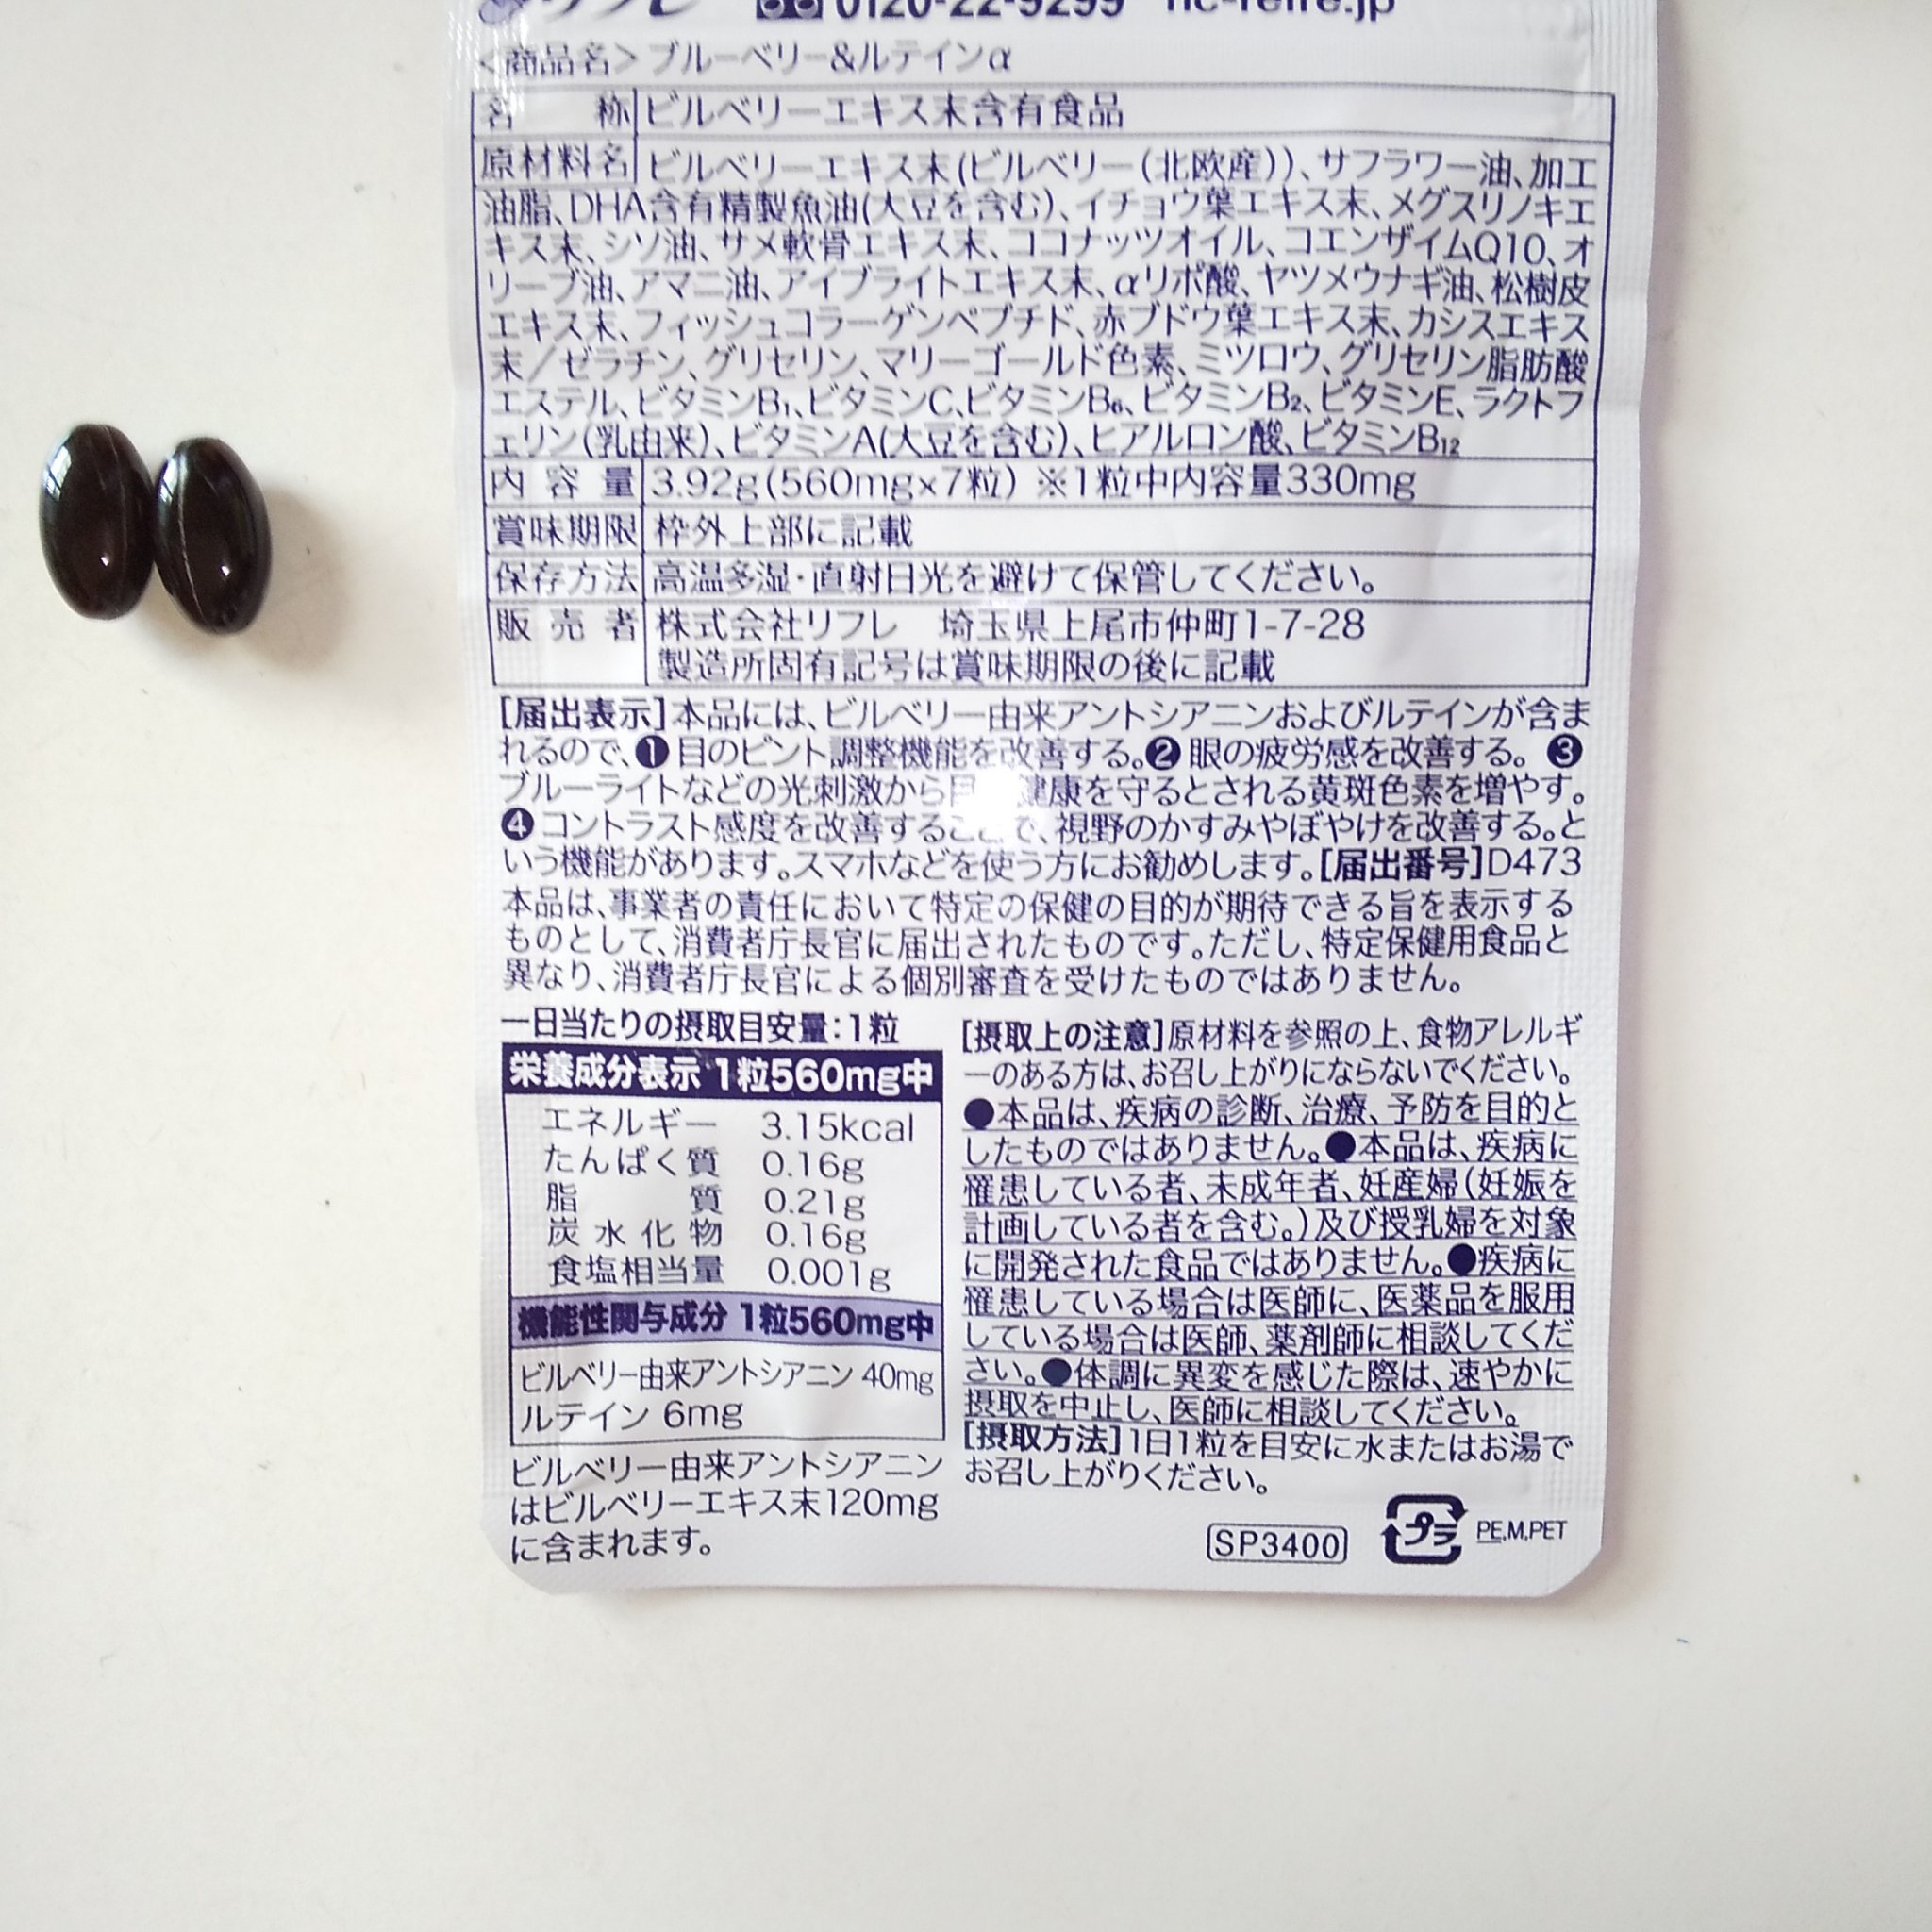 リフレ 0120-22-9299 nc-refre.jp
<商品名>ブルーベリー&ルテインα
名 称 ビルベリーエキス末含有食品
原材料名 ビルベリーエキス末(ビルベリー(北欧産))、サフラワー油、加工
油脂、DHA含有精製魚油(大豆を含む)、イチョウ葉エキス末、メグスリノキエ
キス末、シソ油、サメ軟骨エキス末、ココナッツオイル、コエンザイムQ10、オ
リーブ油、アマニ油、アイブライトエキス末、αリポ酸、ヤツメウナギ油、松樹皮
エキス末、フィッシュコラーゲンペプチド、赤ブドウ葉エキス末、カシスエキス
末/ゼラチン、グリセリン、マリーゴールド色素、ミツロウ、グリセリン脂肪酸
エステル、ビタミンB₁、ビタミンC、ビタミンB₆、ビタミンB₂、ビタミンE、ラクトフ
ェリン(乳由来)、ビタミンA(大豆を含む)、ヒアルロン酸、ビタミンB₁₂
内 容 量 3.92g(560mg×7粒) ※1粒中内容量330mg
賞味期限 枠外上部に記載
保存方法 高温多湿・直射日光を避けて保管してください。
販 売 者 株式会社リフレ 埼玉県上尾市仲町1-7-28
製造所固有記号は賞味期限の後に記載
[届出表示]本品には、ビルベリー由来アントシアニンおよびルテインが含ま
れるので、❶目のピント調整機能を改善する。❷眼の疲労感を改善する。❸
ブルーライトなどの光刺激から目 健康を守るとされる黄斑色素を増やす。
❹コントラスト感度を改善することで、視野のかすみやぼやけを改善する。と
いう機能があります。スマホなどを使う方にお勧めします。[届出番号]D473
本品は、事業者の責任において特定の保健の目的が期待できる旨を表示する
ものとして、消費者庁長官に届出されたものです。ただし、特定保健用食品と
異なり、消費者庁長官による個別審査を受けたものではありません。
一日当たりの摂取目安量:1粒
栄養成分表示 1粒560mg中
エネルギー 3.15kcal
たんぱく質 0.16g
脂 質 0.21g
炭水化物 0.16g
食塩相当量 0.001g
機能性関与成分 1粒560mg中
ビルベリー由来アントシアニン 40mg
ルテイン 6mg
ビルベリー由来アントシアニン
はビルベリーエキス末120mg
に含まれます。
[摂取上の注意]原材料を参照の上、食物アレルギ
ーのある方は、お召し上がりにならないでください。
●本品は、疾病の診断、治療、予防を目的と
したものではありません。●本品は、疾病に
罹患している者、未成年者、妊産婦(妊娠を
計画している者を含む。)及び授乳婦を対象
に開発された食品ではありません。●疾病に
罹患している場合は医師に、医薬品を服用
している場合は医師、薬剤師に相談してくだ
さい。●体調に異変を感じた際は、速やかに
摂取を中止し、医師に相談してください。
[摂取方法]1日1粒を目安に水またはお湯で
お召し上がりください。
SP3400 プラ PE,M,PET